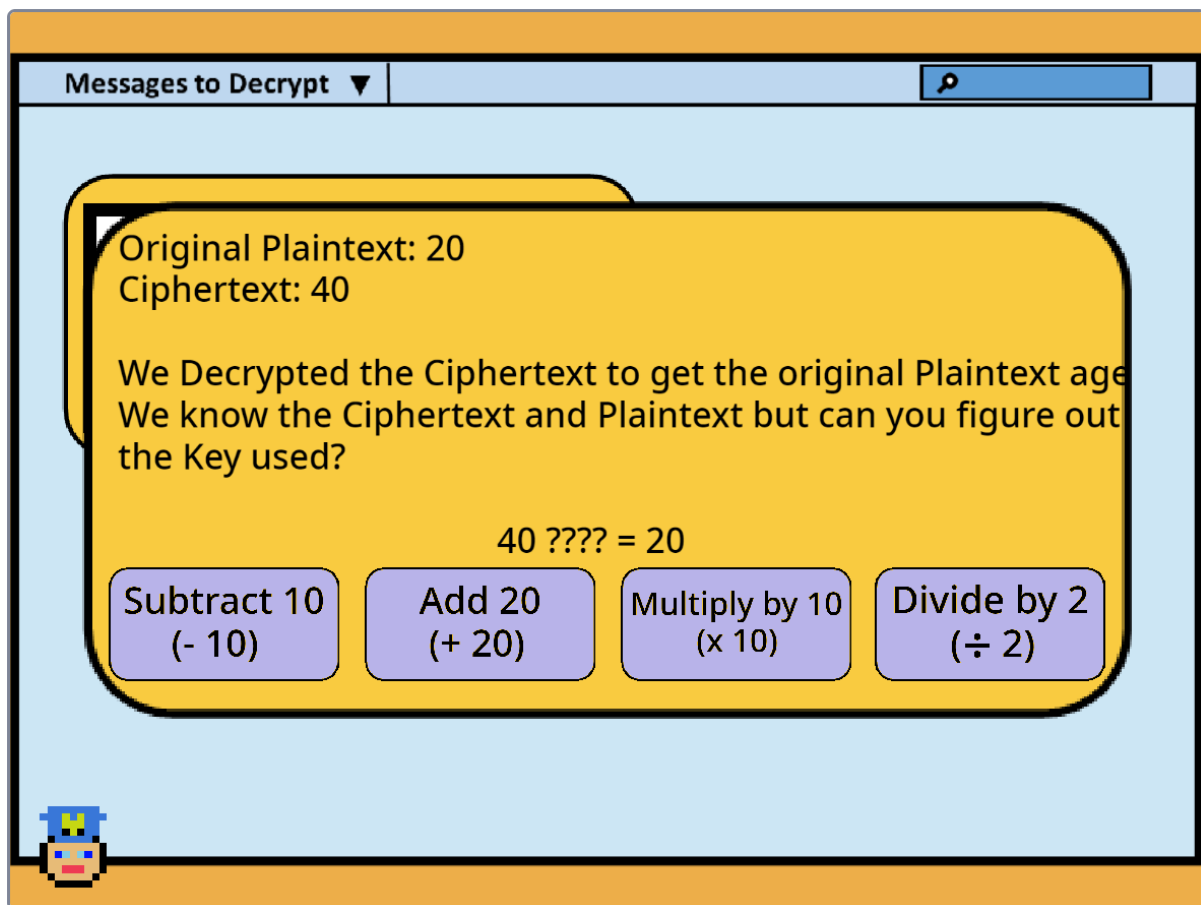 Messages to Decrypt ▼
Original Plaintext: 20
Ciphertext: 40
We Decrypted the Ciphertext to get the original Plaintext age
We know the Ciphertext and Plaintext but can you figure out
the Key used?
40 ???? = 20
Subtract 10
(- 10)
Add 20
(+ 20)
Multiply by 10
(x 10)
Divide by 2
(÷ 2)